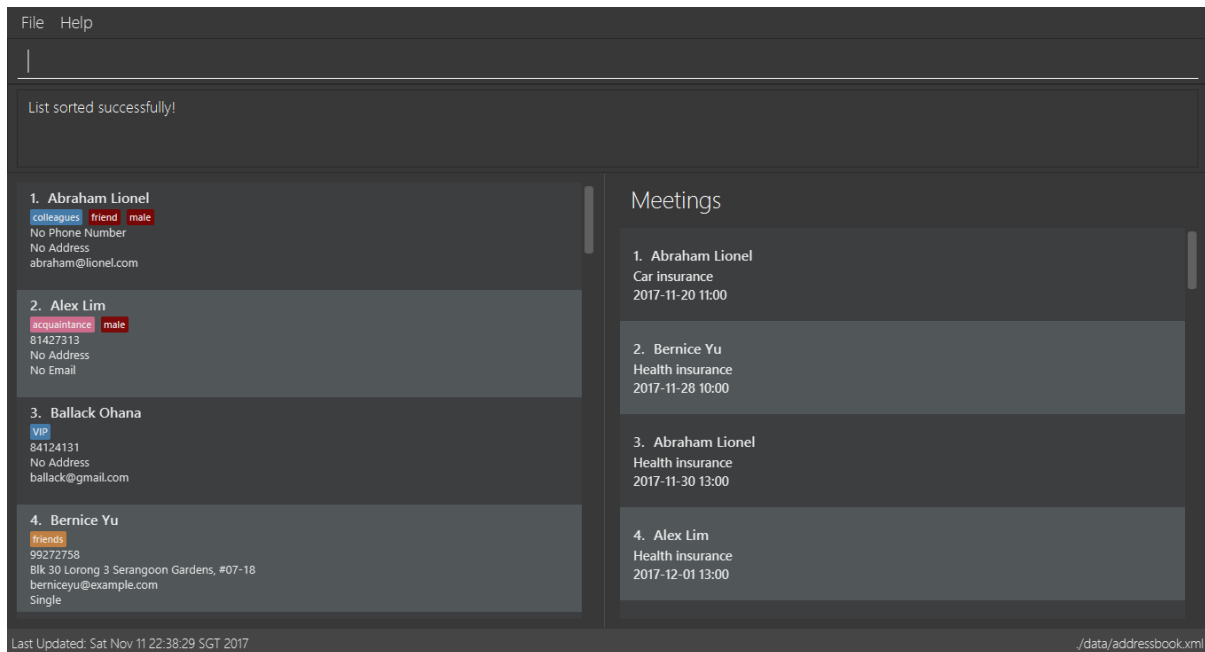 File Help
List sorted successfully!
1. Abraham Lionel
colleagues friend male
No Phone Number
No Address
abraham@lionel.com
2. Alex Lim
acquaintance male
81427313
No Address
No Email
3. Ballack Ohana
VIP
84124131
No Address
ballack@gmail.com
4. Bernice Yu
friends
99272758
Blk 30 Lorong 3 Serangoon Gardens, #07-18
berniceyu@example.com
Single
Meetings
1. Abraham Lionel
Car insurance
2017-11-20 11:00
2. Bernice Yu
Health insurance
2017-11-28 10:00
3. Abraham Lionel
Health insurance
2017-11-30 13:00
4. Alex Lim
Health insurance
2017-12-01 13:00
Last Updated: Sat Nov 11 22:38:29 SGT 2017
./data/addressbook.xml